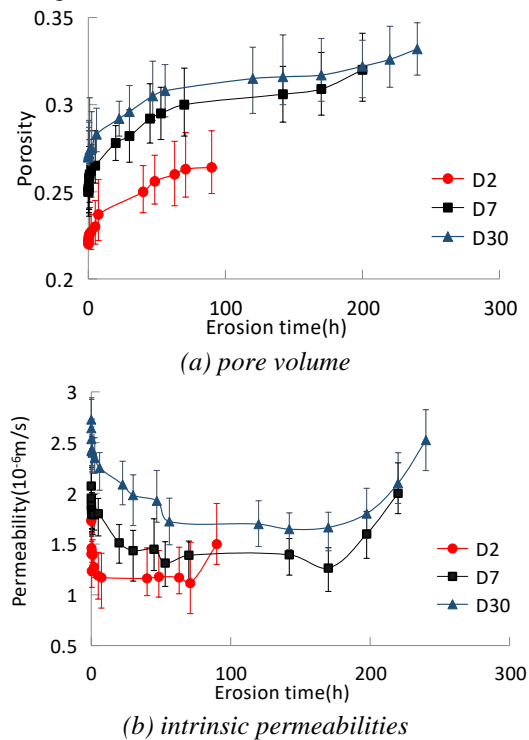 0.35
0.3
0.25
0.2
Porosity
0
100
200
300
Erosion time(h)
D2
D7
D30
(a) pore volume
3
2.5
2
1.5
1
0.5
Permeability(10⁻⁶m/s)
0
100
200
300
Erosion time(h)
D2
D7
D30
(b) intrinsic permeabilities